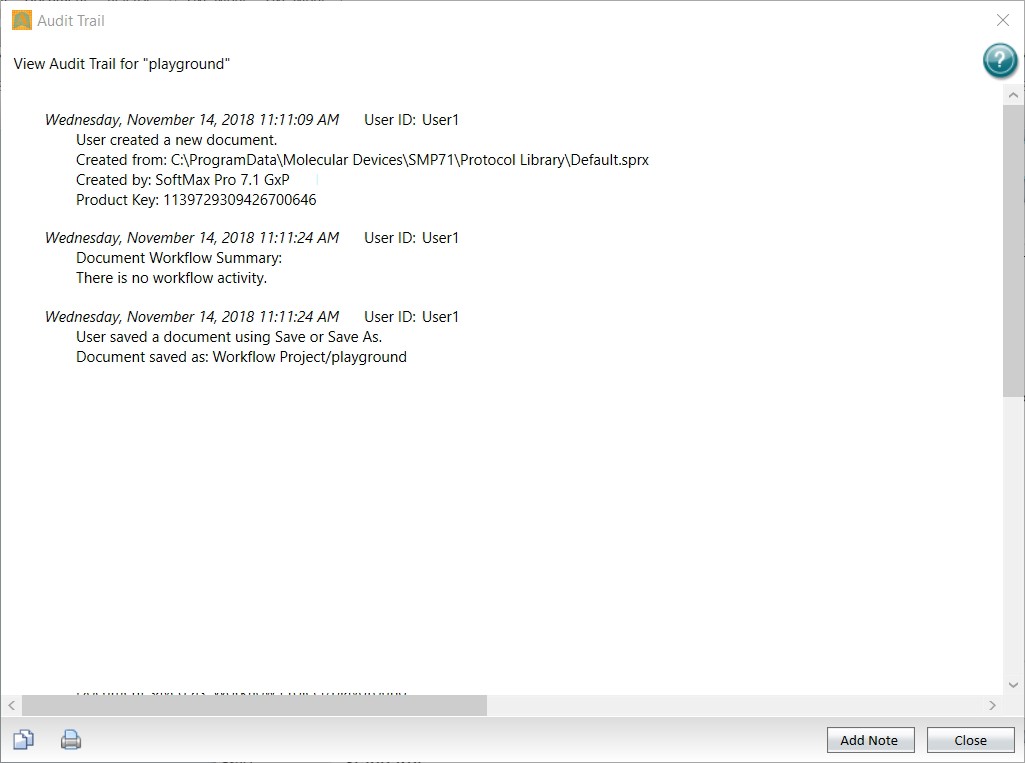 Audit Trail
View Audit Trail for "playground"
Wednesday, November 14, 2018 11:11:09 AM User ID: User1
User created a new document.
Created from: C:\ProgramData\Molecular Devices\SMP71\Protocol Library\Default.sprx
Created by: SoftMax Pro 7.1 GxP
Product Key: 1139729309426700646
Wednesday, November 14, 2018 11:11:24 AM User ID: User1
Document Workflow Summary:
There is no workflow activity.
Wednesday, November 14, 2018 11:11:24 AM User ID: User1
User saved a document using Save or Save As.
Document saved as: Workflow Project/playground
Add Note
Close